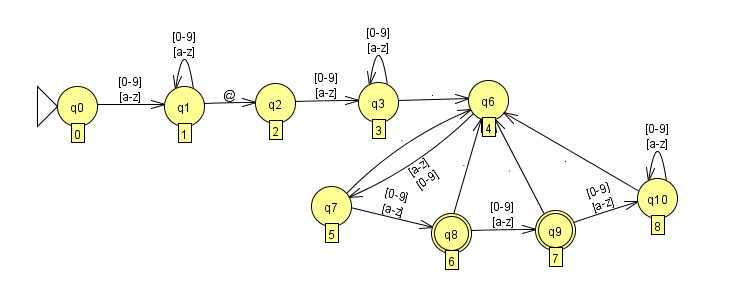 [0-9]
[a-z]
[0-9]
[a-z]
[0-9]
[a-z]
[0-9]
[a-z]
@
.
q0
q1
q2
q3
q6
0
1
2
3
4
.
[a-z]
[0-9]
.
.
.
[0-9]
[a-z]
q7
[0-9]
[a-z]
q8
[0-9]
[a-z]
q9
[0-9]
[a-z]
q10
5
6
7
8